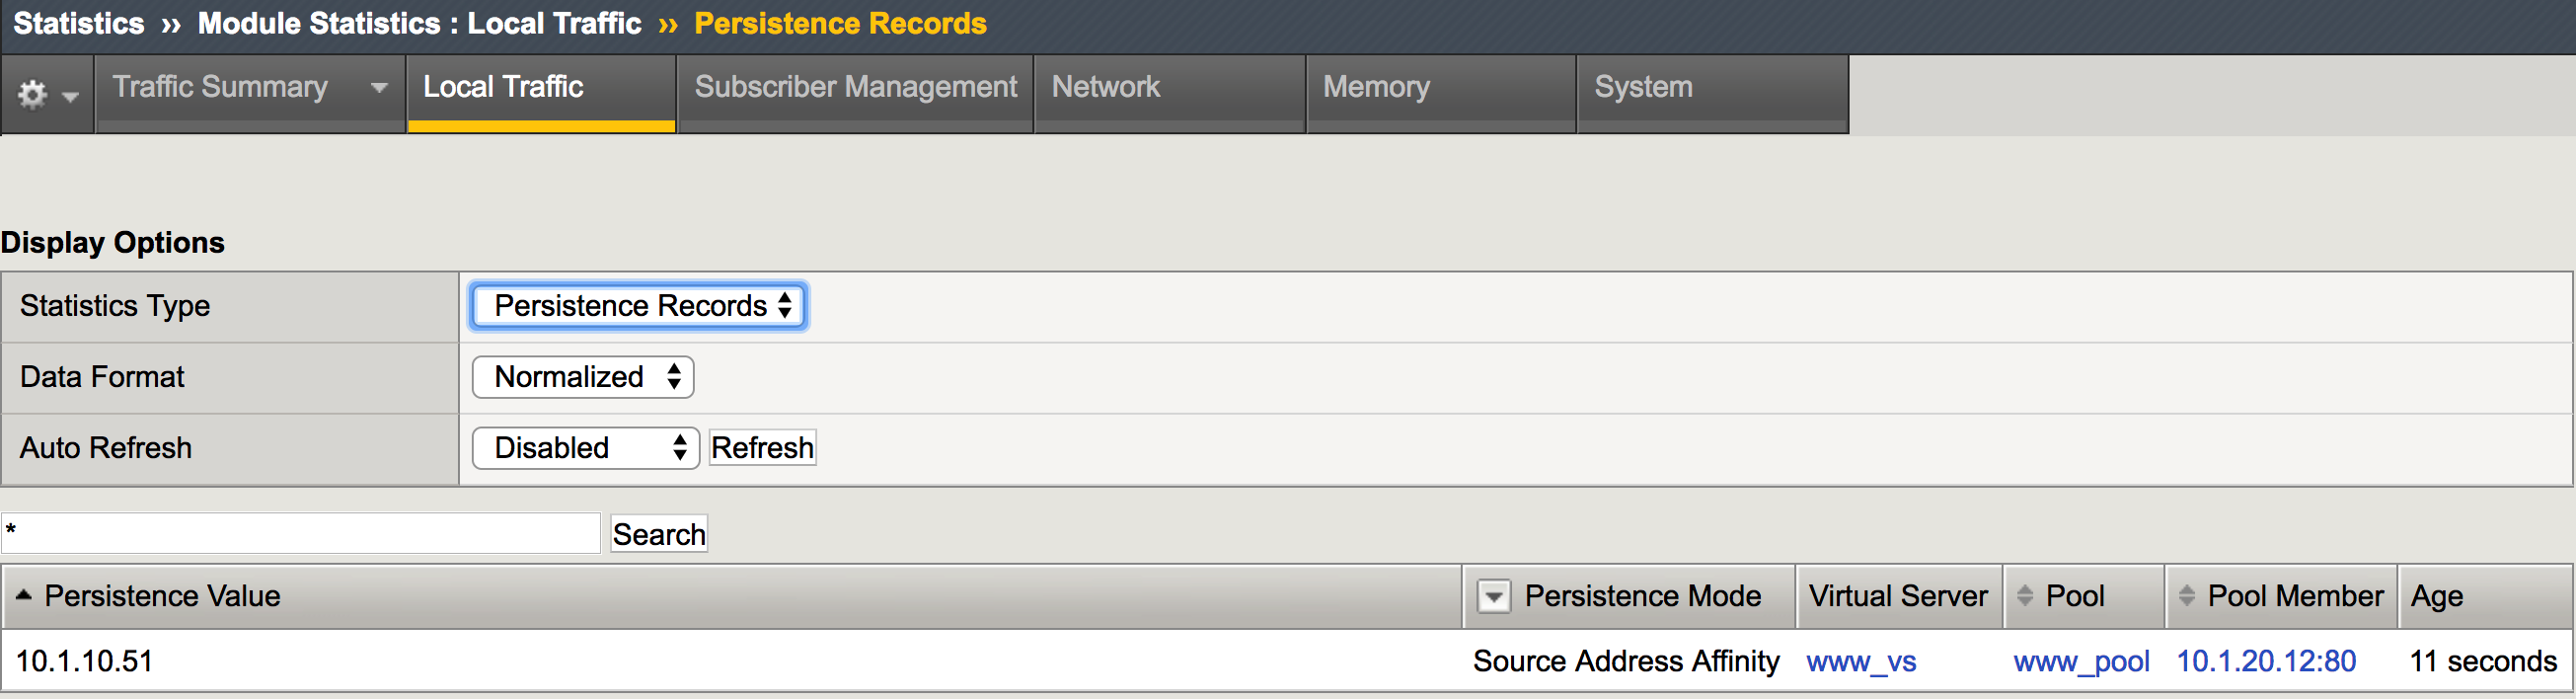 Statistics ›› Module Statistics : Local Traffic ›› Persistence Records
Traffic Summary Local Traffic Subscriber Management Network Memory System
Display Options
Statistics Type Persistence Records
Data Format Normalized
Auto Refresh Disabled Refresh
* Search
Persistence Value Persistence Mode Virtual Server Pool Pool Member Age
10.1.10.51 Source Address Affinity www_vs www_pool 10.1.20.12:80 11 seconds